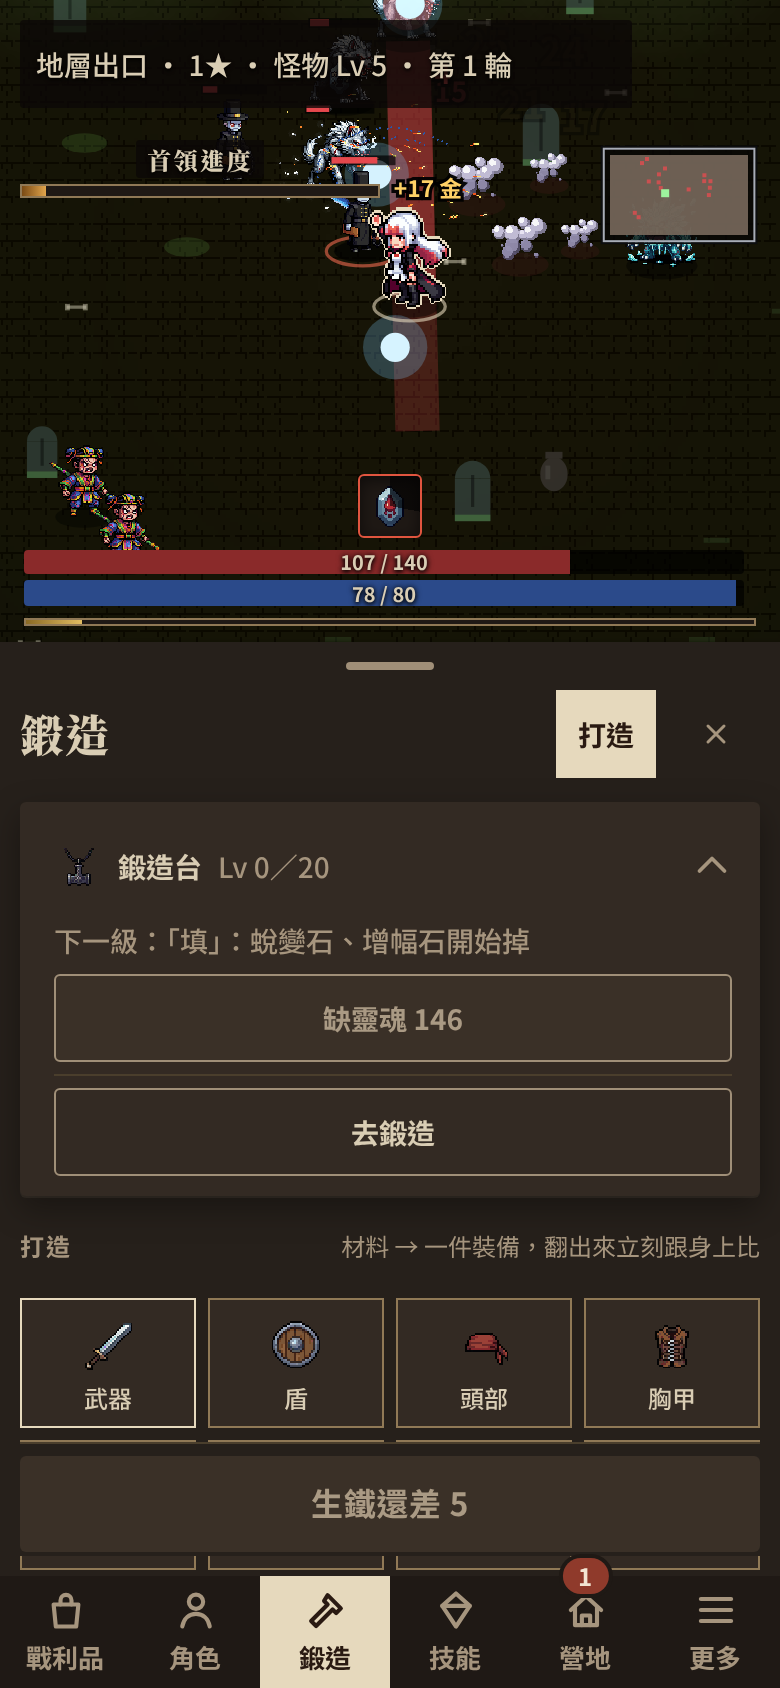 地層出口 · 1★ · 怪物 Lv 5 · 第 1 輪
首領進度
+17 金
107 / 140
78 / 80
鍛造
打造
鍛造台 Lv 0／20
下一級：「填」：蛻變石、增幅石開始掉
缺靈魂 146
去鍛造
打造
材料 → 一件裝備，翻出來立刻跟身上比
武器
盾
頭部
胸甲
生鐵還差 5
1
戰利品
角色
鍛造
技能
營地
更多